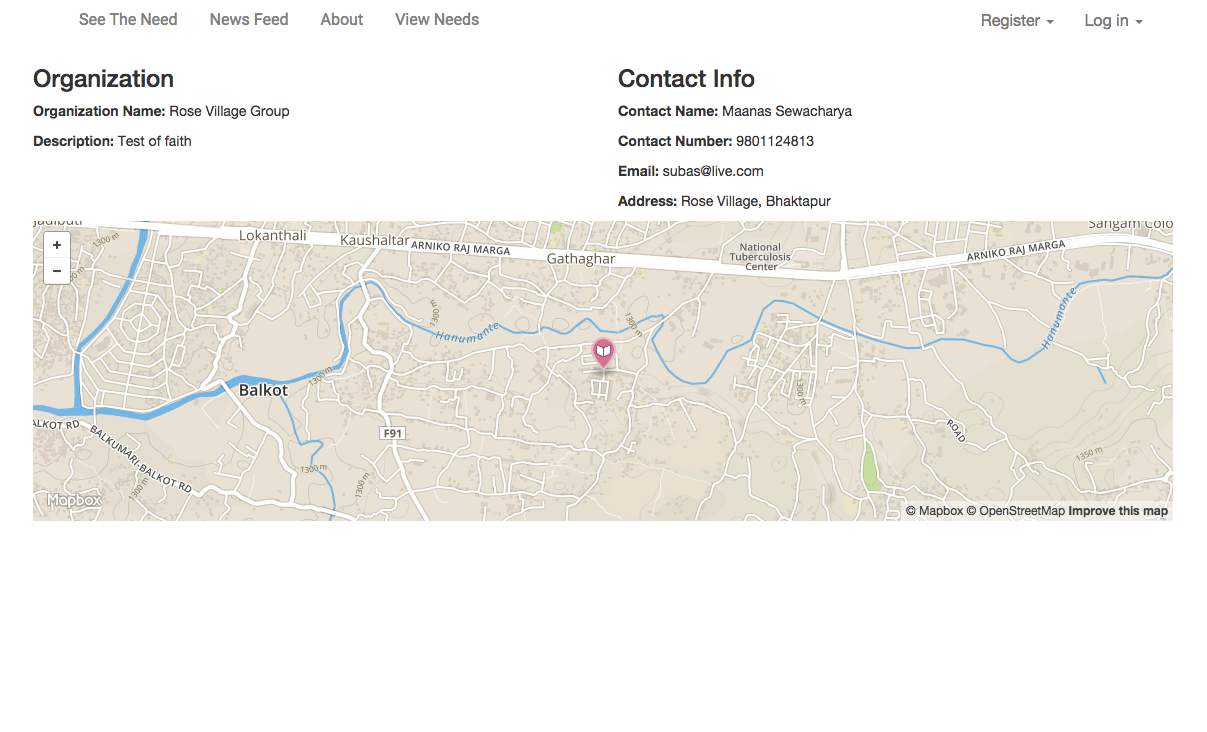 See The Need News Feed About View Needs Register Log in
Organization
Organization Name: Rose Village Group
Description: Test of faith
Contact Info
Contact Name: Maanas Sewacharya
Contact Number: 9801124813
Email: subas@live.com
Address: Rose Village, Bhaktapur
+
−
Lokanthali
Kaushaltar
ARNIKO RAJ MARGA
Gathaghar
National
Tuberculosis
Center
ARNIKO RAJ MARGA
Sangam Colo
1300 m
1300 m
1300 m
Hanumante
Hanumante
Balkot
1300 m
1300 m
F91
ALKOT RD
BALKUMARI-BALKOT RD
ROAD
1350 m
1300 m
1300 m
1300 m
Mapbox
© Mapbox © OpenStreetMap Improve this map